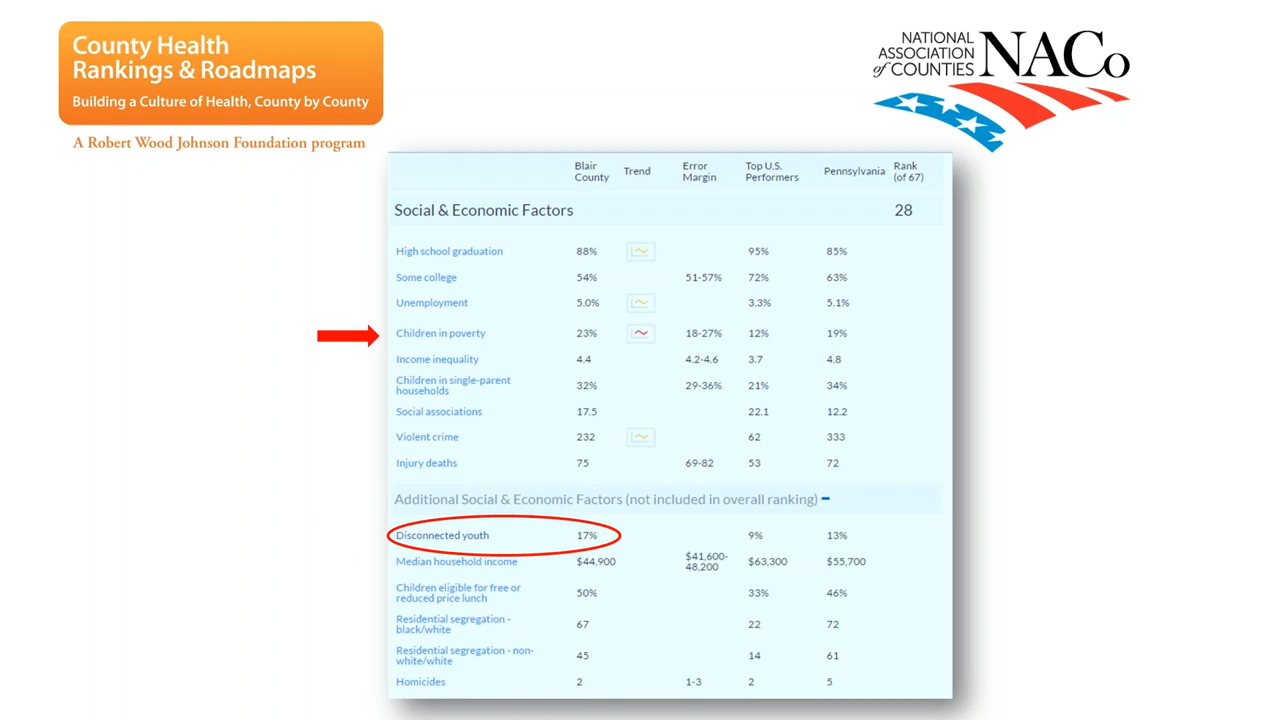 County Health
Rankings & Roadmaps
Building a Culture of Health, County by County
A Robert Wood Johnson Foundation program
NATIONAL
ASSOCIATION
of COUNTIES
NACo
Blair County Trend Error Margin Top U.S. Performers Pennsylvania Rank (of 67)
Social & Economic Factors 28
High school graduation 88% 95% 85%
Some college 54% 51-57% 72% 63%
Unemployment 5.0% 3.3% 5.1%
Children in poverty 23% 18-27% 12% 19%
Income inequality 4.4 4.2-4.6 3.7 4.8
Children in single-parent households 32% 29-36% 21% 34%
Social associations 17.5 22.1 12.2
Violent crime 232 62 333
Injury deaths 75 69-82 53 72
Additional Social & Economic Factors (not included in overall ranking)
Disconnected youth 17% 9% 13%
Median household income $44,900 $41,600-48,200 $63,300 $55,700
Children eligible for free or reduced price lunch 50% 33% 46%
Residential segregation - black/white 67 22 72
Residential segregation - non-white/white 45 14 61
Homicides 2 1-3 2 5